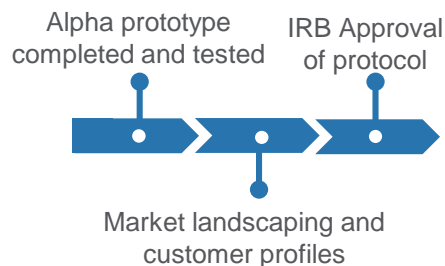 Alpha prototype
completed and tested
IRB Approval
of protocol
Market landscaping and
customer profiles